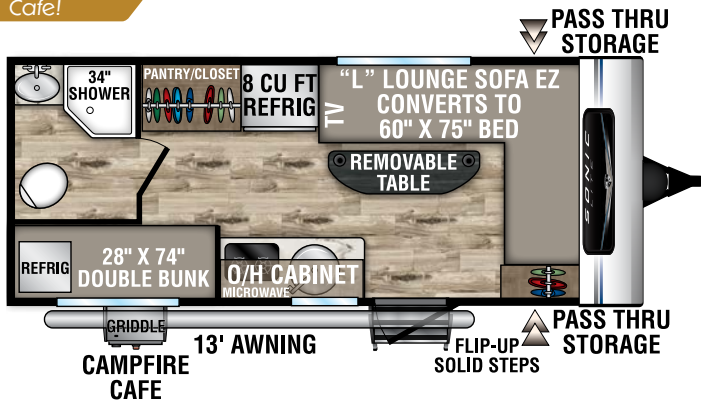 Cafe!
PASS THRU
STORAGE
34"
SHOWER
PANTRY/CLOSET
8 CU FT
REFRIG
TV
"L" LOUNGE SOFA EZ
CONVERTS TO
60" X 75" BED
REMOVABLE
TABLE
SONIC
REFRIG
28" X 74"
DOUBLE BUNK
O/H CABINET
MICROWAVE
GRIDDLE
CAMPFIRE
CAFE
13' AWNING
FLIP-UP
SOLID STEPS
PASS THRU
STORAGE